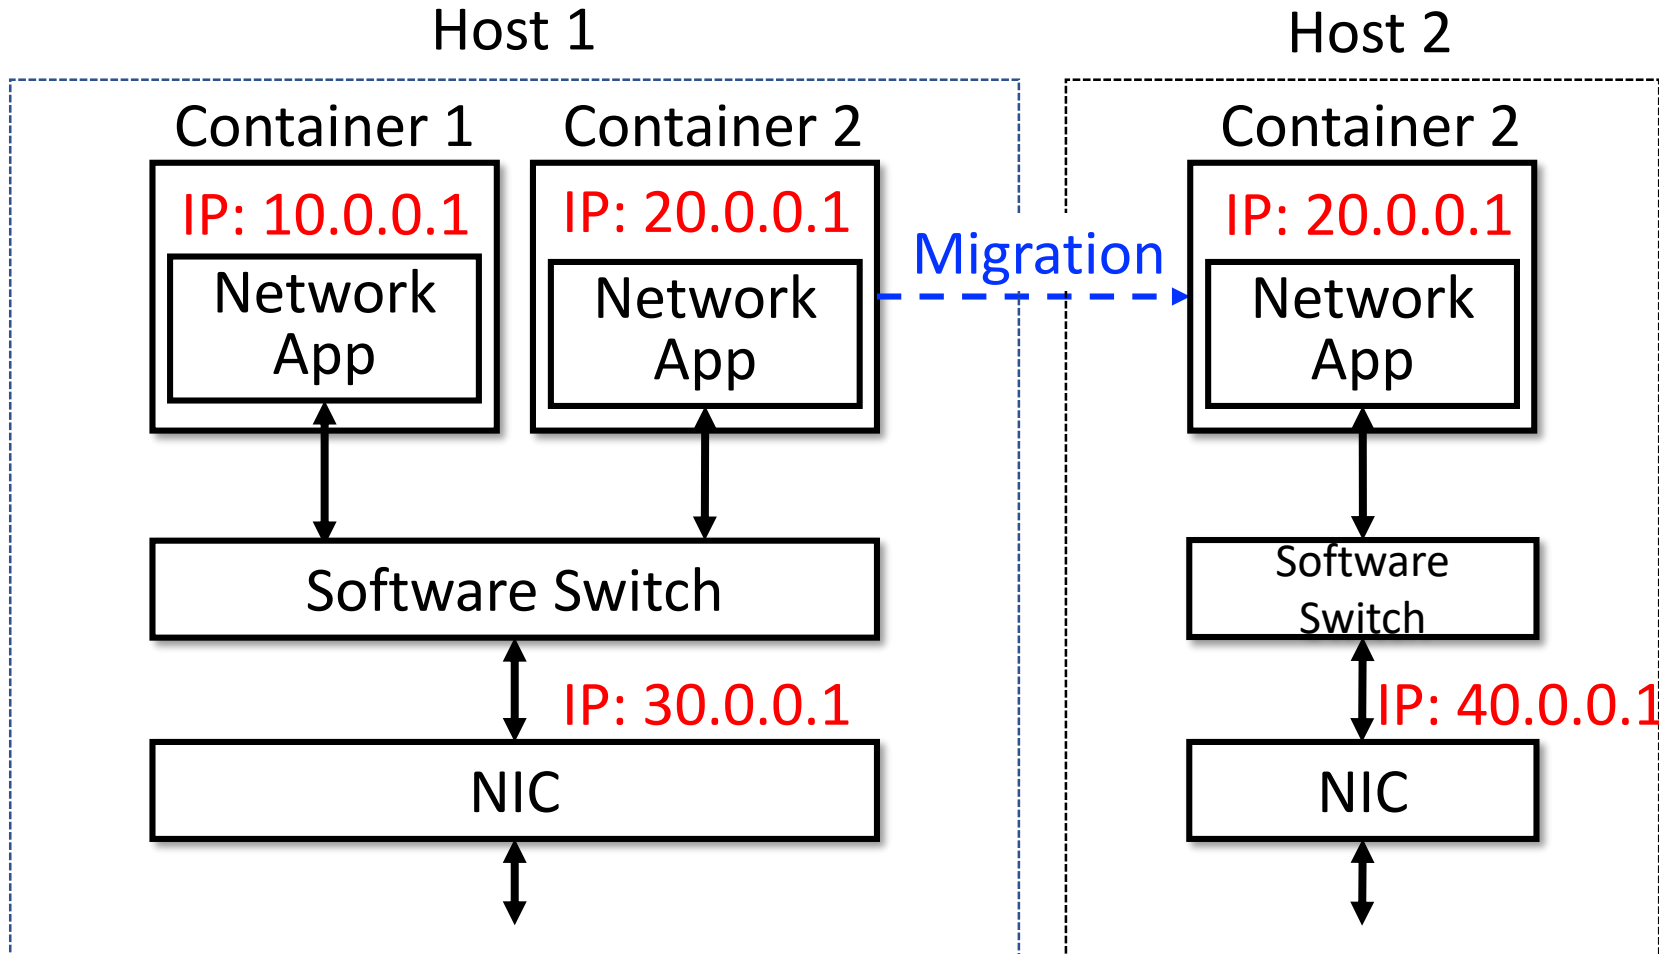 Host 1
Host 2
Container 1
Container 2
Container 2
IP: 10.0.0.1
IP: 20.0.0.1
IP: 20.0.0.1
Migration
Network
App
Network
App
Network
App
Software Switch
Software
Switch
IP: 30.0.0.1
IP: 40.0.0.1
NIC
NIC